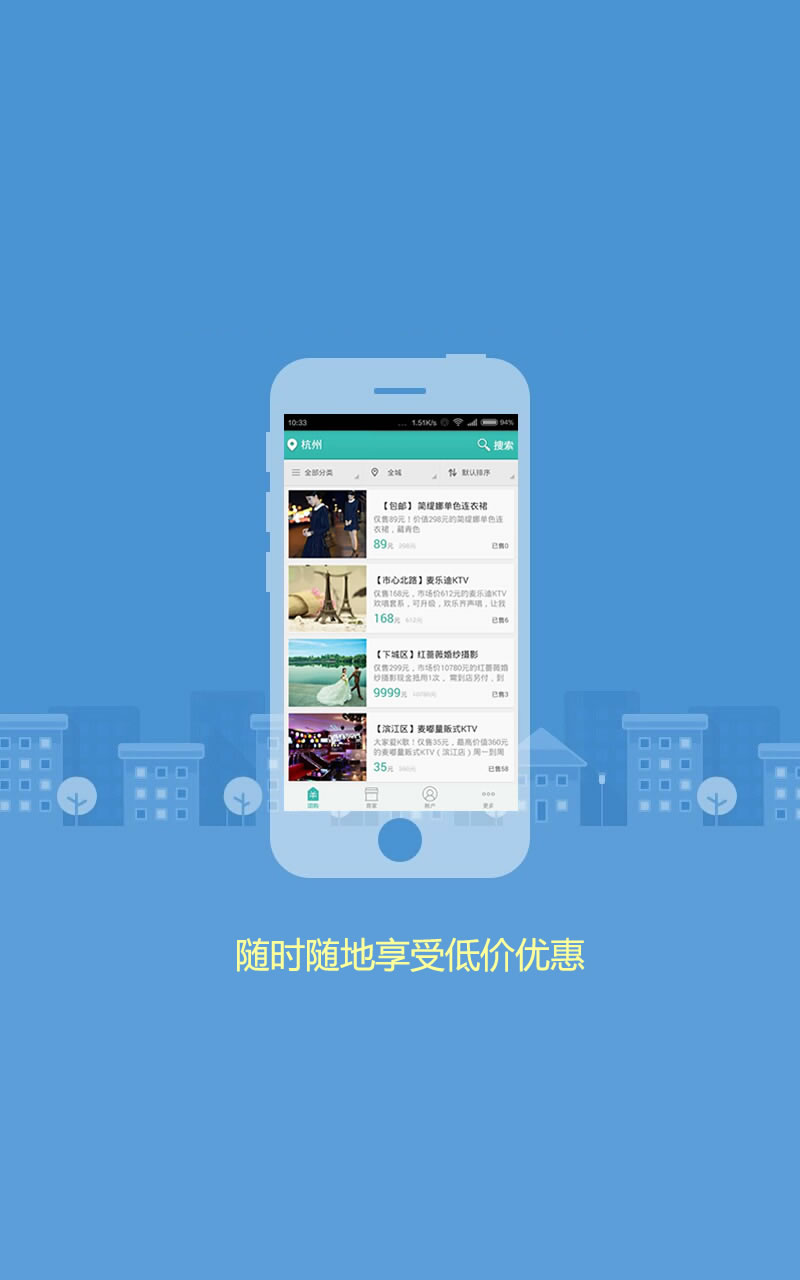 10:33 ... 1.51K/s 94%
杭州 搜索
全部分类 全城 默认排序
【包邮】简缇娜单色连衣裙
仅售89元！价值298元的简缇娜单色连
衣裙，藏青色
89元 298元 已售0
【市心北路】麦乐迪KTV
仅售168元，市场价612元的麦乐迪KTV
欢唱套系，可升级，欢乐齐声唱，让我
168元 612元 已售6
【下城区】红蔷薇婚纱摄影
仅售299元，市场价10780元的红蔷薇婚
纱摄影现金抵用1次，需到店另付，到
9999元 10780元 已售3
【滨江区】麦嘟量贩式KTV
大家爱K歌！仅售35元，最高价值360元
的麦嘟量贩式KTV（滨江店）周一到周
35元 360元 已售58
团购 商家 账户 更多
随时随地享受低价优惠